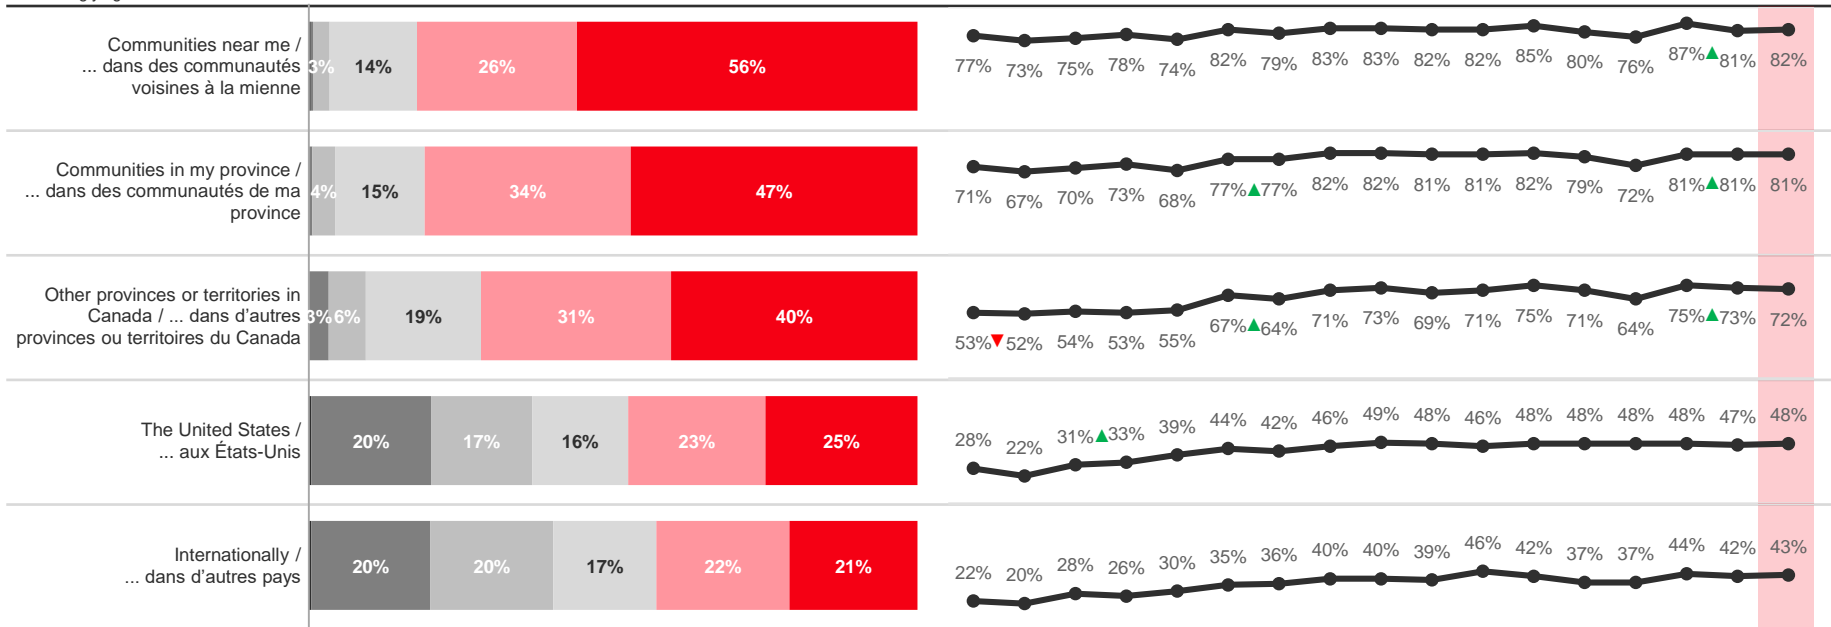 Communities near me /
... dans des communautés
voisines à la mienne
3% 14% 26% 56%
77% 73% 75% 78% 74% 82% 79% 83% 83% 82% 82% 85% 80% 76% 87% 81% 82%
Communities in my province /
... dans des communautés de ma
province
4% 15% 34% 47%
71% 67% 70% 73% 68% 77% 77% 82% 82% 81% 81% 82% 79% 72% 81% 81% 81%
Other provinces or territories in
Canada / ... dans d'autres
provinces ou territoires du Canada
3% 6% 19% 31% 40%
53% 52% 54% 53% 55% 67% 64% 71% 73% 69% 71% 75% 71% 64% 75% 73% 72%
The United States /
... aux États-Unis
20% 17% 16% 23% 25%
28% 22% 31% 33% 39% 44% 42% 46% 49% 48% 46% 48% 48% 48% 48% 47% 48%
Internationally /
... dans d'autres pays
20% 20% 17% 22% 21%
22% 20% 28% 26% 30% 35% 36% 40% 40% 39% 46% 42% 37% 37% 44% 42% 43%